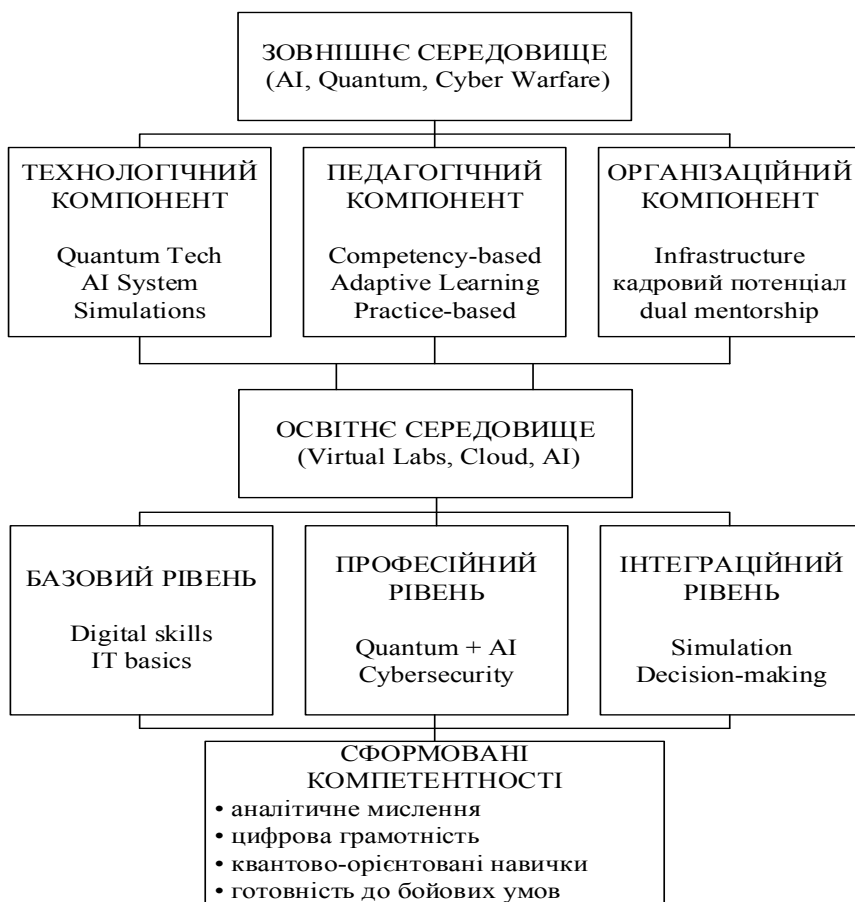 ЗОВНІШНЄ СЕРЕДОВИЩЕ
(AI, Quantum, Cyber Warfare)
ТЕХНОЛОГІЧНИЙ
КОМПОНЕНТ
Quantum Tech
AI System
Simulations
ПЕДАГОГІЧНИЙ
КОМПОНЕНТ
Competency-based
Adaptive Learning
Practice-based
ОРГАНІЗАЦІЙНИЙ
КОМПОНЕНТ
Infrastructure
кадровий потенціал
dual mentorship
ОСВІТНЄ СЕРЕДОВИЩЕ
(Virtual Labs, Cloud, AI)
БАЗОВИЙ РІВЕНЬ
Digital skills
IT basics
ПРОФЕСІЙНИЙ
РІВЕНЬ
Quantum + AI
Cybersecurity
ІНТЕГРАЦІЙНИЙ
РІВЕНЬ
Simulation
Decision-making
СФОРМОВАНІ
КОМПЕТЕНТНОСТІ
• аналітичне мислення
• цифрова грамотність
• квантово-орієнтовані навички
• готовність до бойових умов